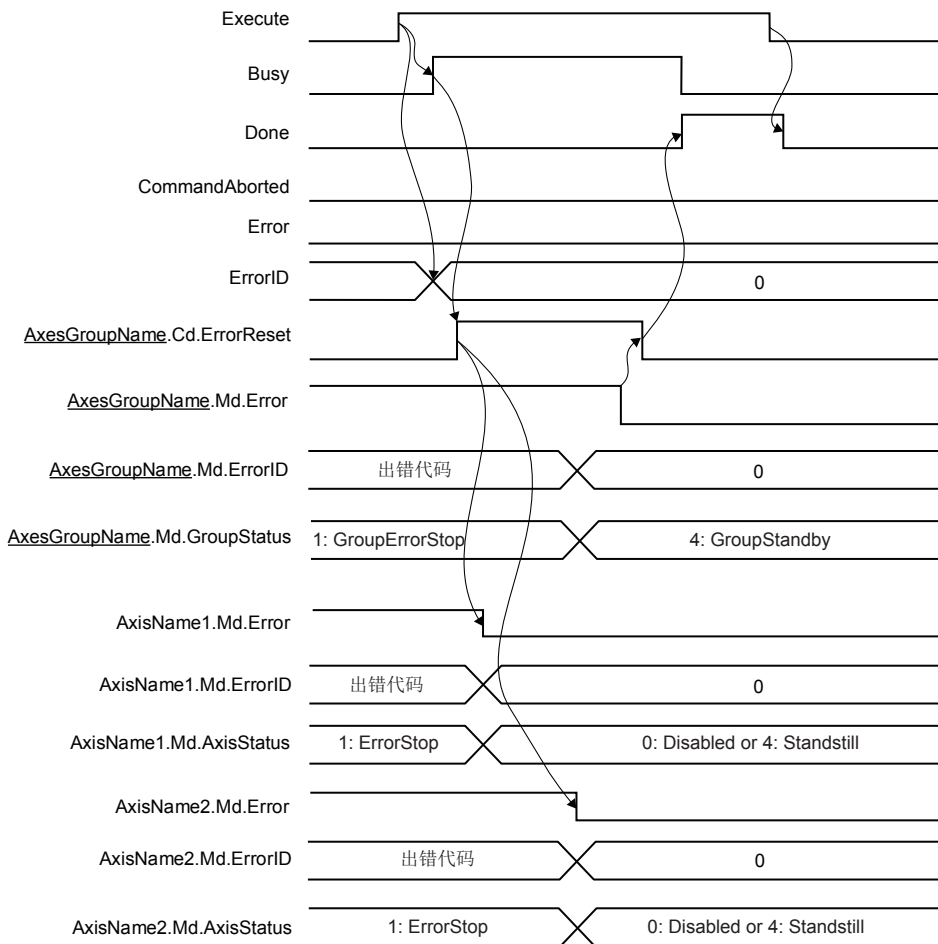 Execute
Busy
Done
CommandAborted
Error
ErrorID
0
AxesGroupName.Cd.ErrorReset
AxesGroupName.Md.Error
AxesGroupName.Md.ErrorID
出错代码
0
AxesGroupName.Md.GroupStatus
1: GroupErrorStop
4: GroupStandby
AxisName1.Md.Error
AxisName1.Md.ErrorID
出错代码
0
AxisName1.Md.AxisStatus
1: ErrorStop
0: Disabled or 4: Standstill
AxisName2.Md.Error
AxisName2.Md.ErrorID
出错代码
0
AxisName2.Md.AxisStatus
1: ErrorStop
0: Disabled or 4: Standstill